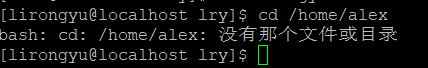 [lirongyu@localhost lry]$ cd /home/alex
bash: cd: /home/alex: 没有那个文件或目录
[lirongyu@localhost lry]$